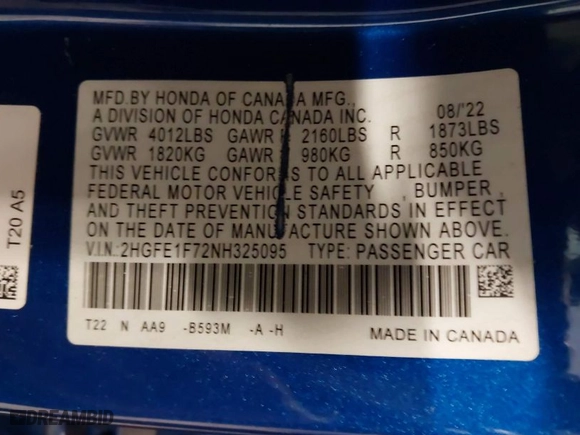 MFD.BY HONDA OF CANADA MFG.,
A DIVISION OF HONDA CANADA INC. 08/'22
GVWR 4012LBS GAWR F 2160LBS R 1873LBS
GVWR 1820KG GAWR F 980KG R 850KG
THIS VEHICLE CONFORMS TO ALL APPLICABLE
FEDERAL MOTOR VEHICLE SAFETY , BUMPER ,
AND THEFT PREVENTION STANDARDS IN EFFECT
ON THE DATE OF MANUFACTURE SHOWN ABOVE.
V.I.N.:2HGFE1F72NH325095 TYPE: PASSENGER CAR
T22 N AA9 -B593M -A -H MADE IN CANADA
T20 A5
DREAMBID